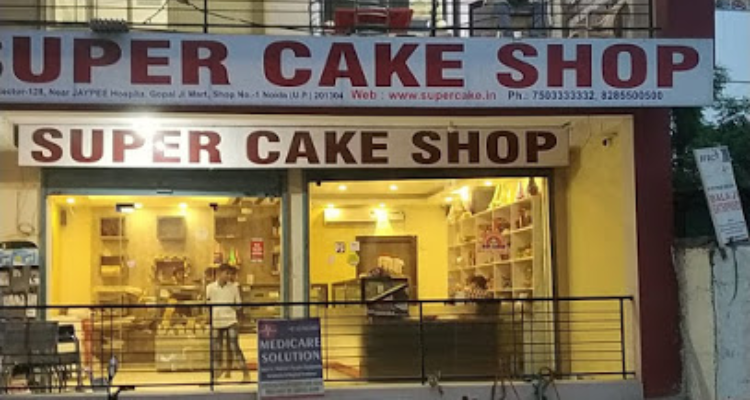 SUPER CAKE SHOP
Sector-128, Near JAYPEE Hospita, Gopal Ji Mart, Shop No.-1 Noida (U.P.) 201304 Web : www.supercake.in Ph.- 7503333332, 8285500500
SUPER CAKE SHOP
MEDICARE
SOLUTION